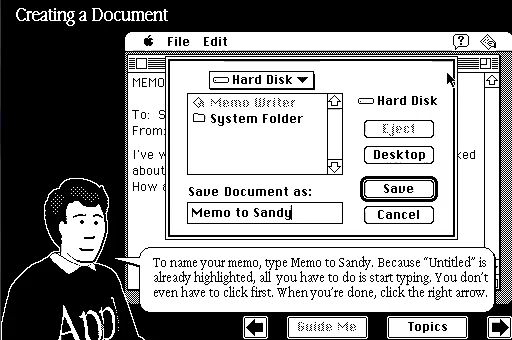 Creating a Document
File Edit
Hard Disk
MEMO
Memo Writer
System Folder
Hard Disk
Eject
Desktop
To: S
From:
I've w
ked
about
How a
Save Document as:
Memo to Sandy
Save
Cancel
To name your memo, type Memo to Sandy. Because “Untitled” is
already highlighted, all you have to do is start typing. You don’t
even have to click first. When you’re done, click the right arrow.
App
Guide Me
Topics